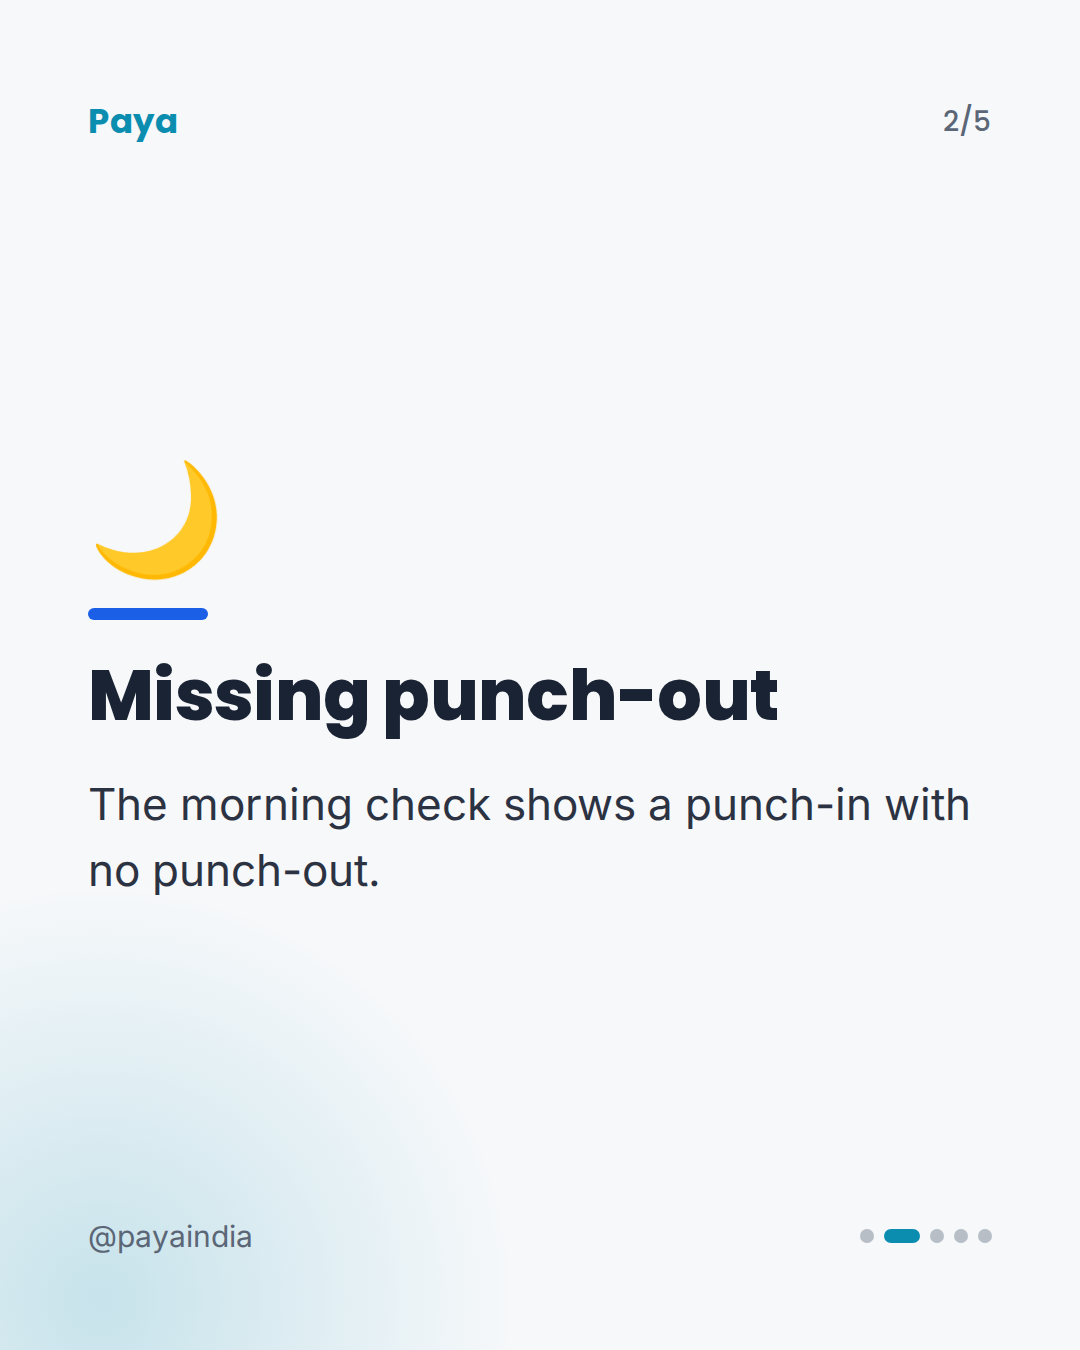 Paya
2/5
Missing punch-out
The morning check shows a punch-in with
no punch-out.
@payaindia